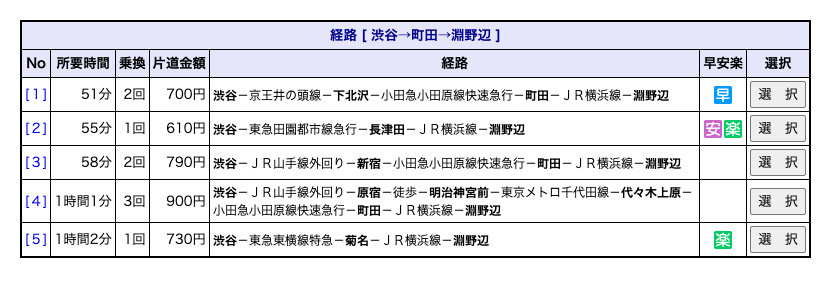 経路 [ 渋谷→町田→淵野辺 ]
No 所要時間 乗換 片道金額 経路 早安楽 選択
[1] 51分 2回 700円 渋谷－京王井の頭線－下北沢－小田急小田原線快速急行－町田－ＪＲ横浜線－淵野辺 早 選　択
[2] 55分 1回 610円 渋谷－東急田園都市線急行－長津田－ＪＲ横浜線－淵野辺 安楽 選　択
[3] 58分 2回 790円 渋谷－ＪＲ山手線外回り－新宿－小田急小田原線快速急行－町田－ＪＲ横浜線－淵野辺 選　択
[4] 1時間1分 3回 900円 渋谷－ＪＲ山手線外回り－原宿－徒歩－明治神宮前－東京メトロ千代田線－代々木上原－
小田急小田原線快速急行－町田－ＪＲ横浜線－淵野辺 選　択
[5] 1時間2分 1回 730円 渋谷－東急東横線特急－菊名－ＪＲ横浜線－淵野辺 楽 選　択